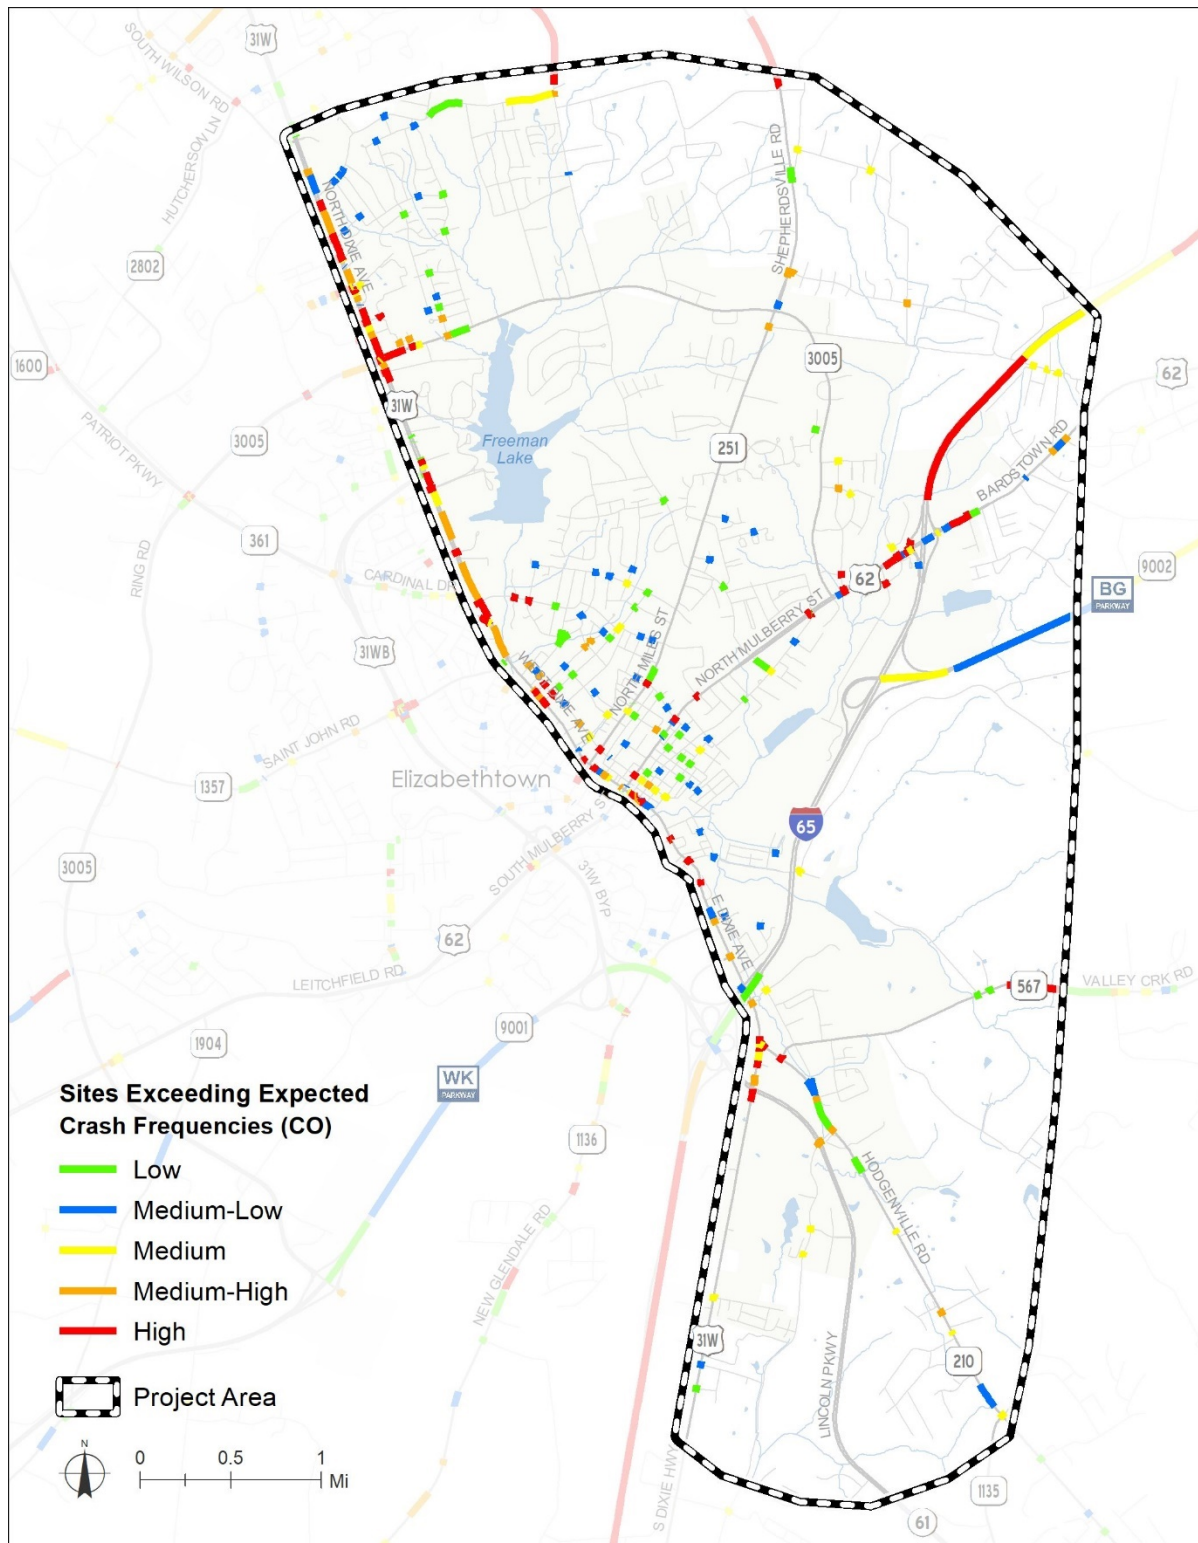 31W
SOUTH WILSON RD
HUTCHERSON LN
NORTH DIXIE AVE
SHEPHERDSVILLE RD
2802
1600
3005
62
31W
PATRIOT PKWY
3005
Freeman
Lake
251
BARDSTOWN RD
361
RING RD
CARDINAL DR
62
9002
BG
PARKWAY
31WB
NORTH MULBERRY ST
NORTH MILES ST
WEST DIXIE AVE
SAINT JOHN RD
1357
Elizabethtown
65
3005
SOUTH MULBERRY ST
31W BYP
E DIXIE AVE
62
LEITCHFIELD RD
567
VALLEY CRK RD
1904
9001
WK
PARKWAY
Sites Exceeding Expected
Crash Frequencies (CO)
Low
Medium-Low
Medium
Medium-High
High
Project Area
1136
HODGENVILLE RD
NEW GLENDALE RD
31W
210
LINCOLN PKWY
N
0
0.5
1
Mi
S DIXIE HWY
1135
61